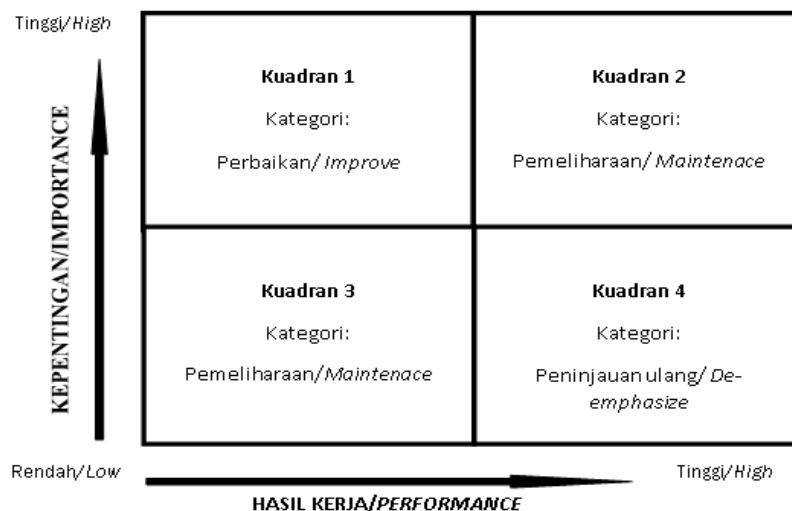 Tinggi/High
Kuadran 1
Kategori:
Perbaikan/ Improve
Kuadran 2
Kategori:
Pemeliharaan/ Maintenace
KEPENTINGAN/IMPORTANCE
Kuadran 3
Kategori:
Pemeliharaan/Maintenace
Kuadran 4
Kategori:
Peninjauan ulang/ De-
emphasize
Rendah/Low
Tinggi/High
HASIL KERJA/PERFORMANCE